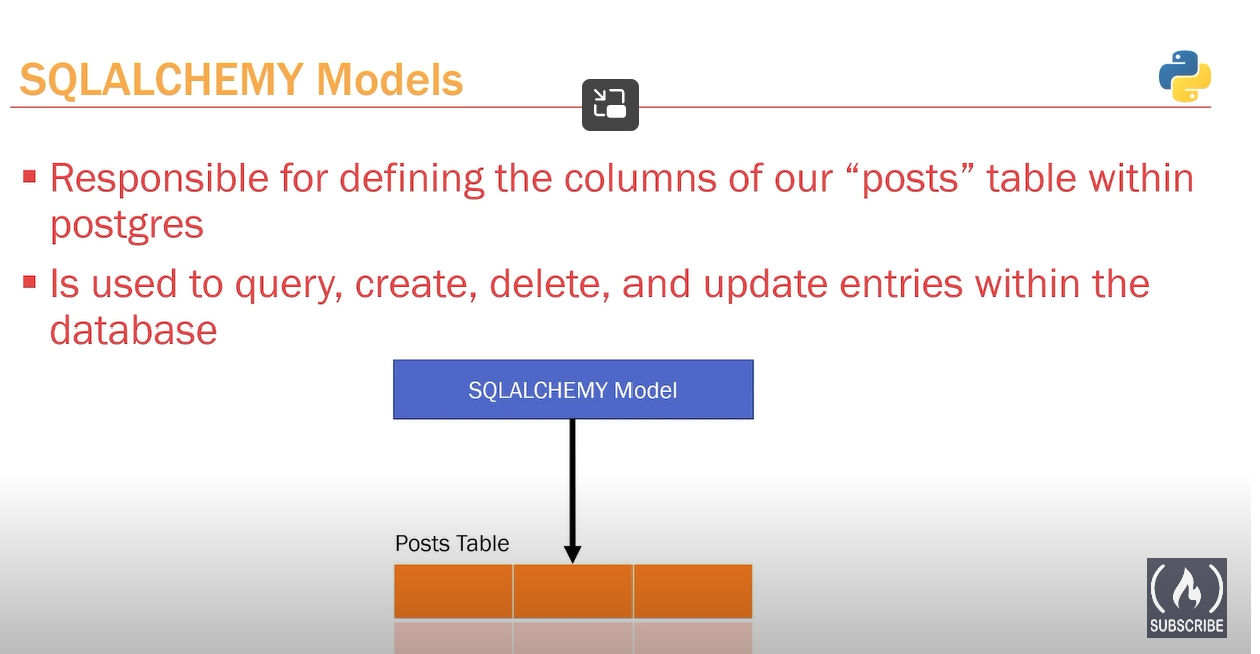 SQLALCHEMY Models
Responsible for defining the columns of our “posts” table within
postgres
Is used to query, create, delete, and update entries within the
database
SQLALCHEMY Model
Posts Table
SUBSCRIBE